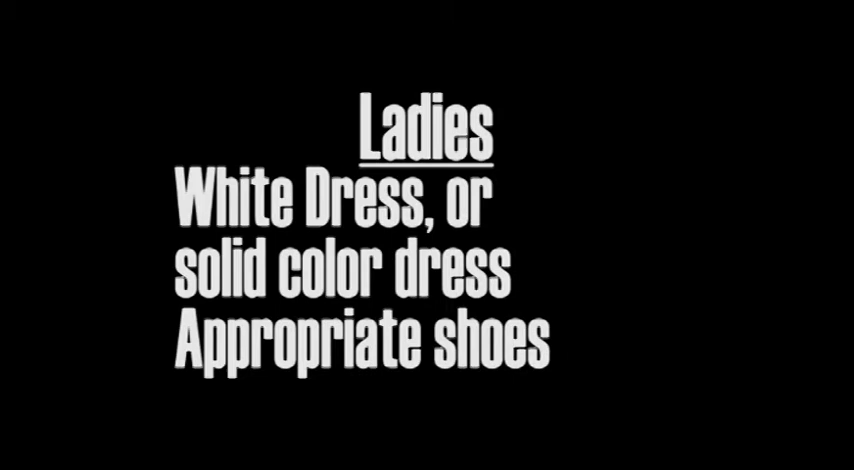 Ladies
White Dress, or
solid color dress
Appropriate shoes